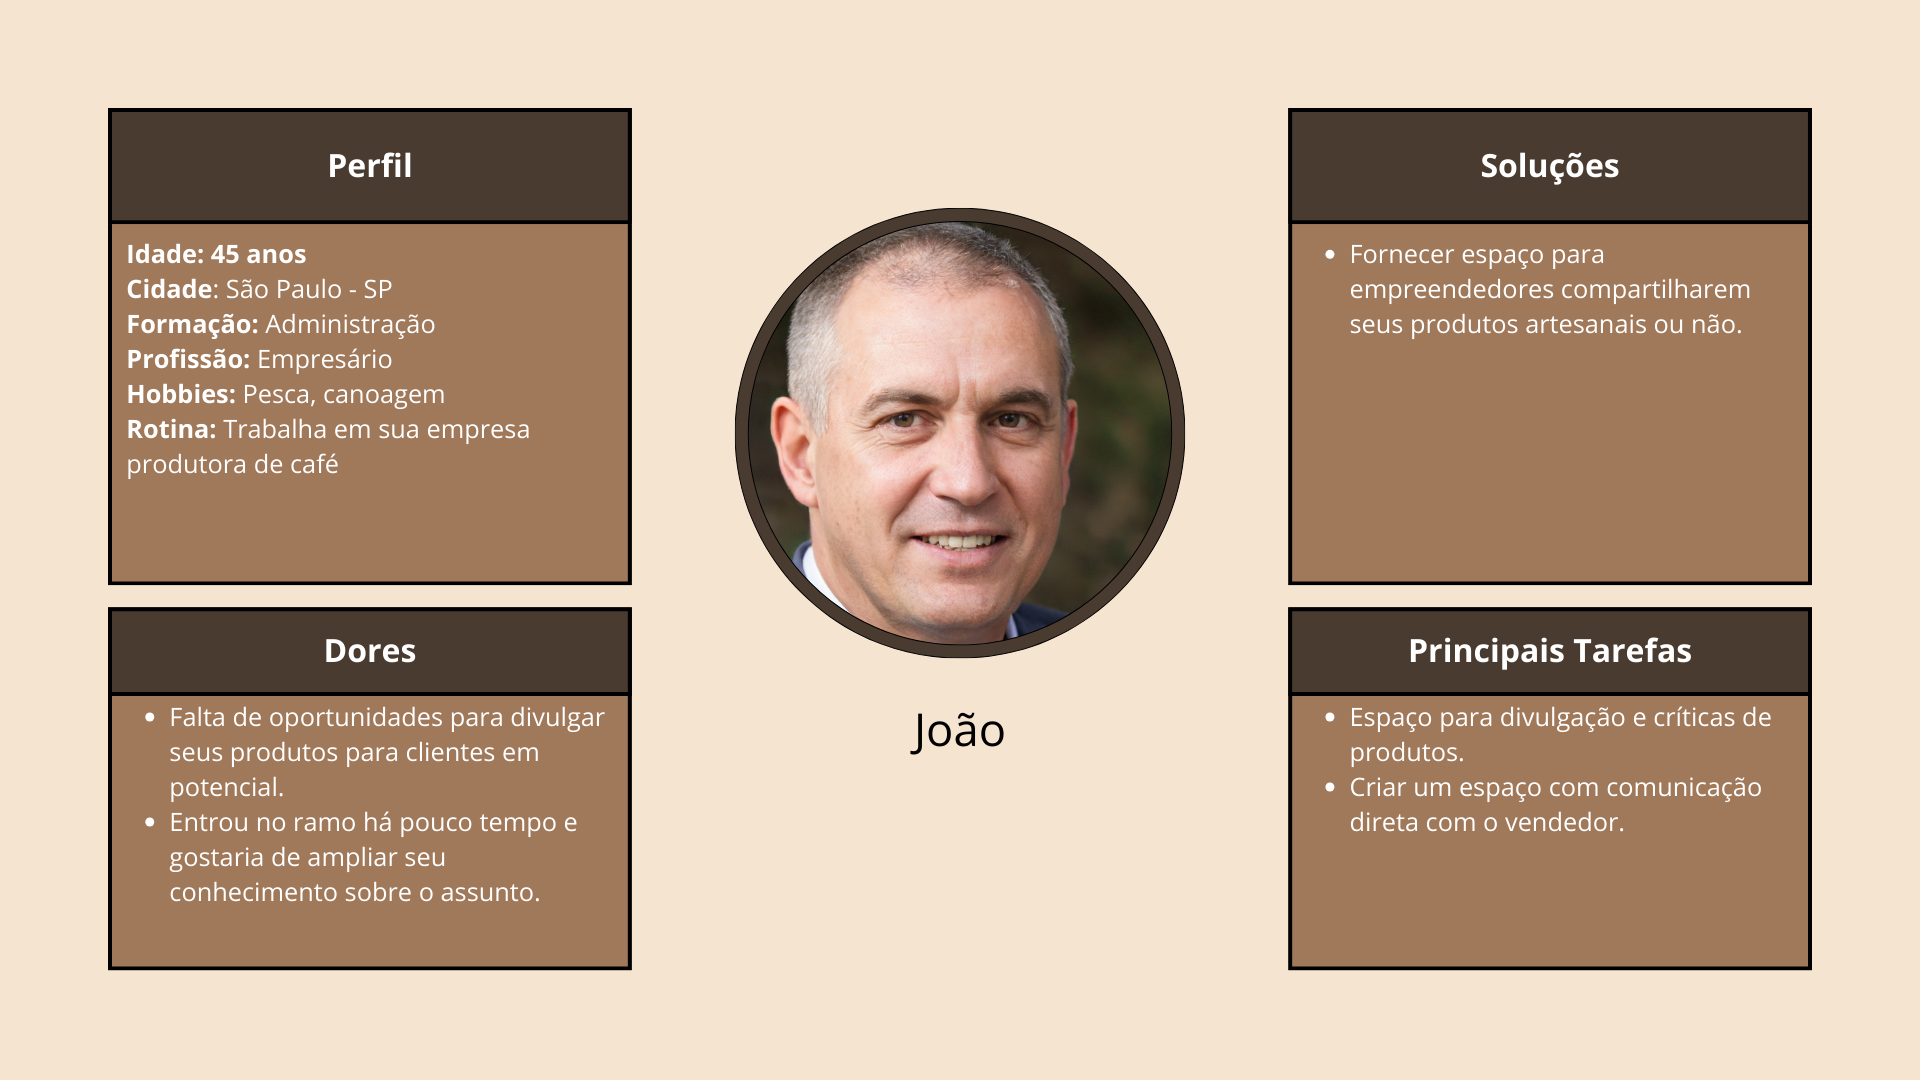 Perfil
Idade: 45 anos
Cidade: São Paulo - SP
Formação: Administração
Profissão: Empresário
Hobbies: Pesca, canoagem
Rotina: Trabalha em sua empresa
produtora de café
Dores
• Falta de oportunidades para divulgar
seus produtos para clientes em
potencial.
• Entrou no ramo há pouco tempo e
gostaria de ampliar seu
conhecimento sobre o assunto.
João
Soluções
• Fornecer espaço para
empreendedores compartilharem
seus produtos artesanais ou não.
Principais Tarefas
• Espaço para divulgação e críticas de
produtos.
• Criar um espaço com comunicação
direta com o vendedor.